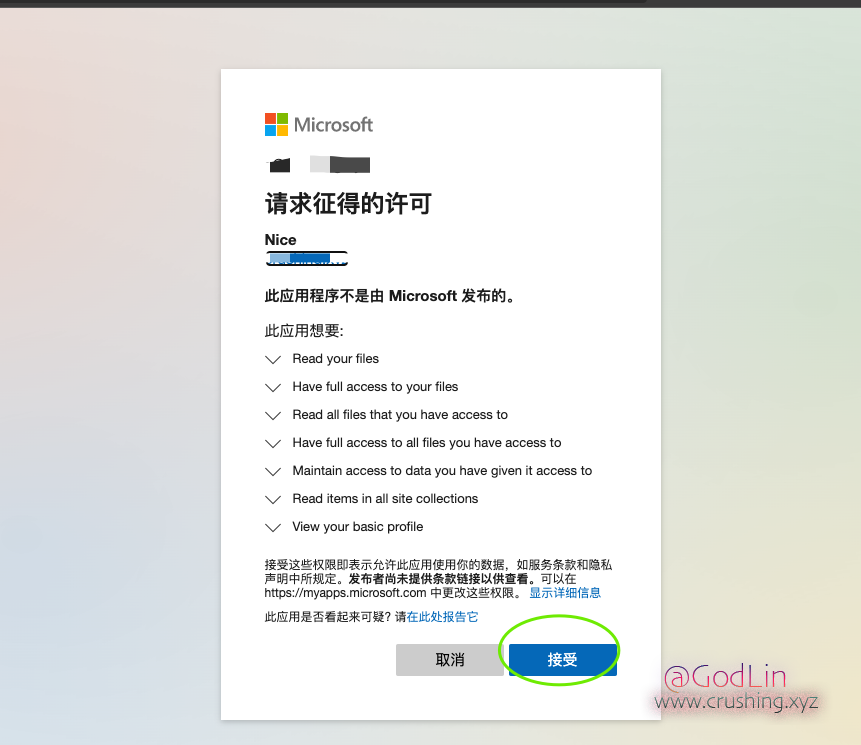 Microsoft
请求征得的许可
Nice
此应用程序不是由 Microsoft 发布的。
此应用想要:
Read your files
Have full access to your files
Read all files that you have access to
Have full access to all files you have access to
Maintain access to data you have given it access to
Read items in all site collections
View your basic profile
接受这些权限即表示允许此应用使用你的数据，如服务条款和隐私
声明中所规定。发布者尚未提供条款链接以供查看。可以在
https://myapps.microsoft.com 中更改这些权限。 显示详细信息
此应用是否看起来可疑? 请在此处报告它
取消 接受
@GodLin
www.crushing.xyz